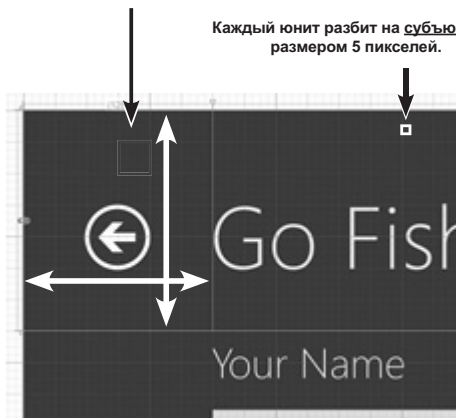 Каждый юнит разбит на субъю
размером 5 пикселей.
Go Fish
Your Name